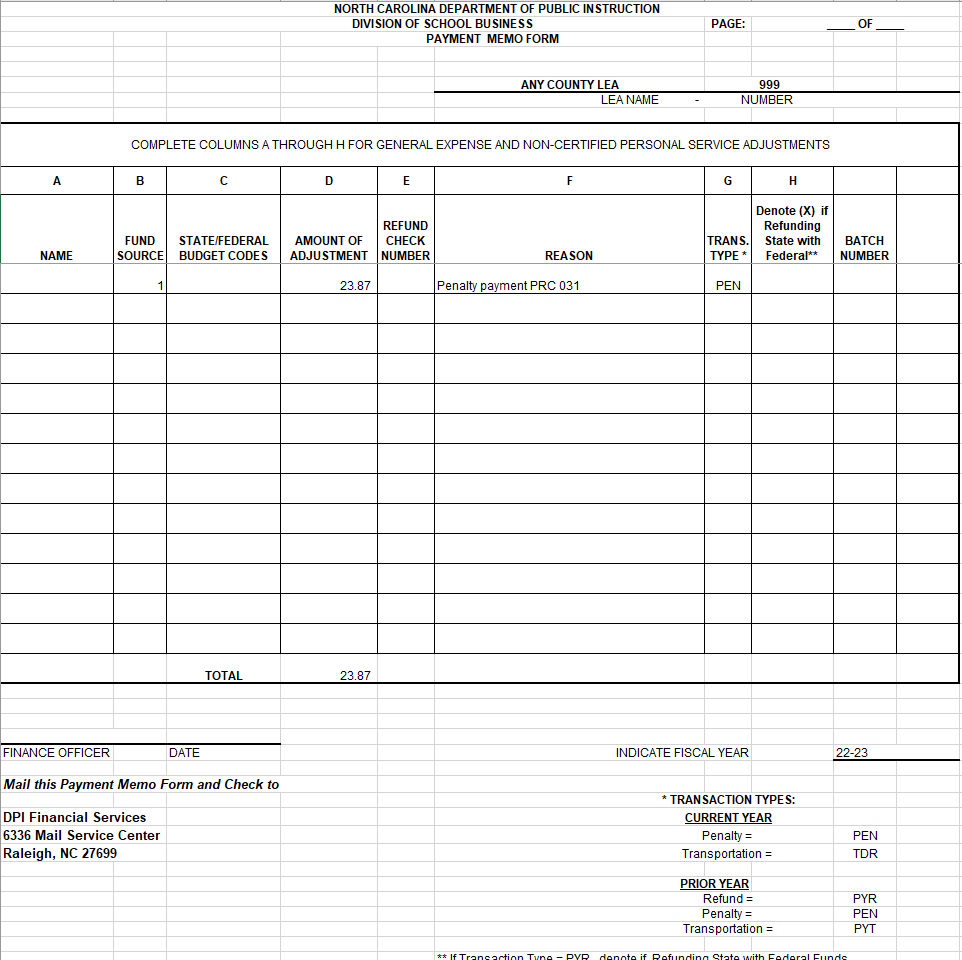 NORTH CAROLINA DEPARTMENT OF PUBLIC INSTRUCTION
DIVISION OF SCHOOL BUSINESS PAGE: ____ OF ____
PAYMENT MEMO FORM
ANY COUNTY LEA 999
LEA NAME - NUMBER
COMPLETE COLUMNS A THROUGH H FOR GENERAL EXPENSE AND NON-CERTIFIED PERSONAL SERVICE ADJUSTMENTS
A B C D E F G H
Denote (X) if
REFUND Refunding
FUND STATE/FEDERAL AMOUNT OF CHECK TRANS. State with BATCH
NAME SOURCE BUDGET CODES ADJUSTMENT NUMBER REASON TYPE * Federal** NUMBER
1 23.87 Penalty payment PRC 031 PEN
TOTAL 23.87
FINANCE OFFICER DATE INDICATE FISCAL YEAR 22-23
Mail this Payment Memo Form and Check to
* TRANSACTION TYPES:
DPI Financial Services CURRENT YEAR
6336 Mail Service Center Penalty = PEN
Raleigh, NC 27699 Transportation = TDR
PRIOR YEAR
Refund = PYR
Penalty = PEN
Transportation = PYT
** If Transaction Type = PYR, denote if Refunding State with Federal Funds